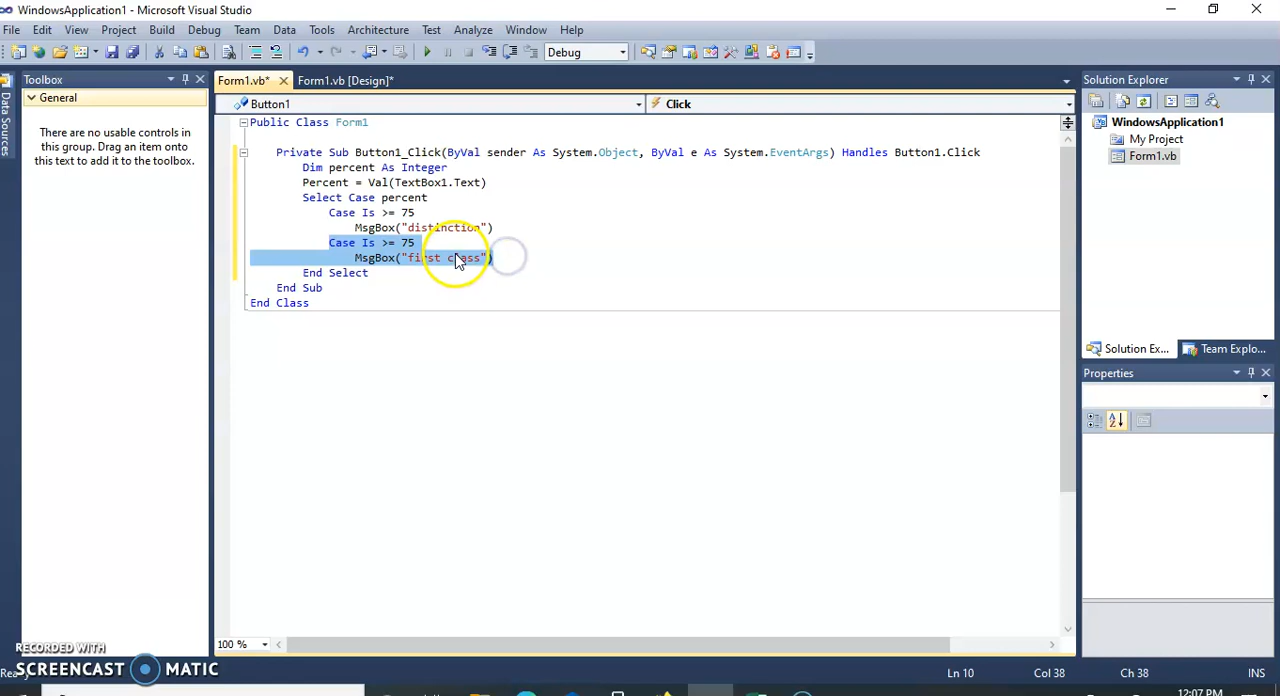 WindowsApplication1 - Microsoft Visual Studio
File Edit View Project Build Debug Team Data Tools Architecture Test Analyze Window Help
Debug
Data Sources
Toolbox
General
There are no usable controls in
this group. Drag an item onto
this text to add it to the toolbox.
Form1.vb* Form1.vb [Design]*
Button1 Click
Public Class Form1
Private Sub Button1_Click(ByVal sender As System.Object, ByVal e As System.EventArgs) Handles Button1.Click
Dim percent As Integer
Percent = Val(TextBox1.Text)
Select Case percent
Case Is >= 75
MsgBox("distinction")
Case Is >= 75
MsgBox("first class")
End Select
End Sub
End Class
100 %
Solution Explorer
WindowsApplication1
My Project
Form1.vb
Solution Ex... Team Explo...
Properties
RECORDED WITH
SCREENCAST MATIC
Ln 10 Col 38 Ch 38 INS
12:07 PM